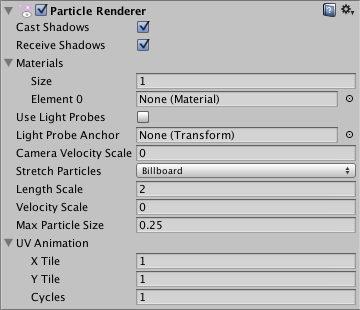 Particle Renderer
Cast Shadows
Receive Shadows
Materials
Size 1
Element 0 None (Material)
Use Light Probes
Light Probe Anchor None (Transform)
Camera Velocity Scale 0
Stretch Particles Billboard
Length Scale 2
Velocity Scale 0
Max Particle Size 0.25
UV Animation
X Tile 1
Y Tile 1
Cycles 1